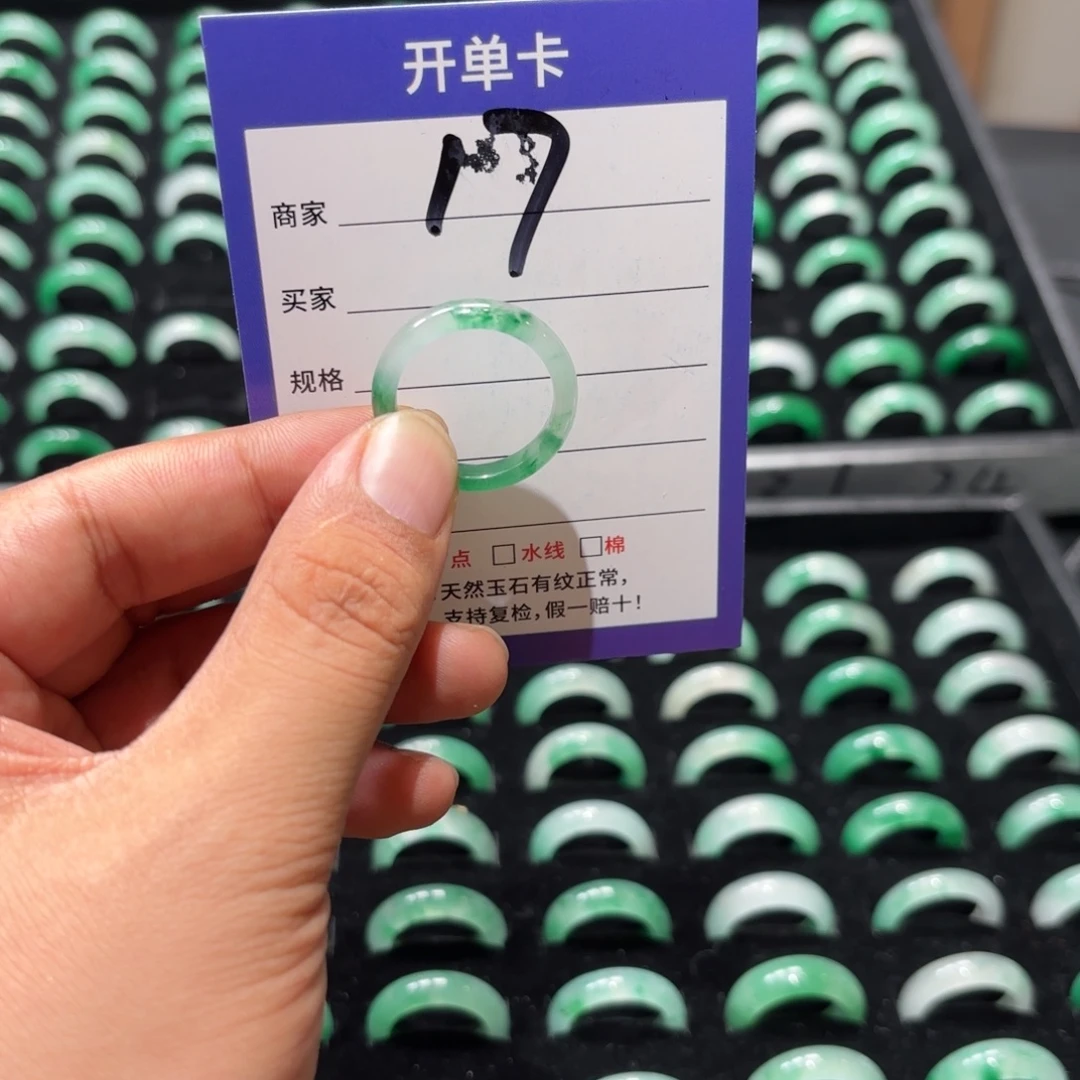 开单卡
17
商家
买家
规格
点 □水线 □棉
天然玉石有纹正常,
支持复检,假一赔十!